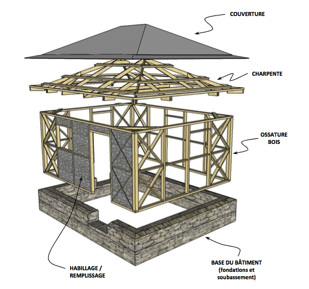 COUVERTURE
CHARPENTE
OSSATURE
BOIS
HABILLAGE /
REMPLISSAGE
BASE DU BÂTIMENT
(fondations et
soubassement)